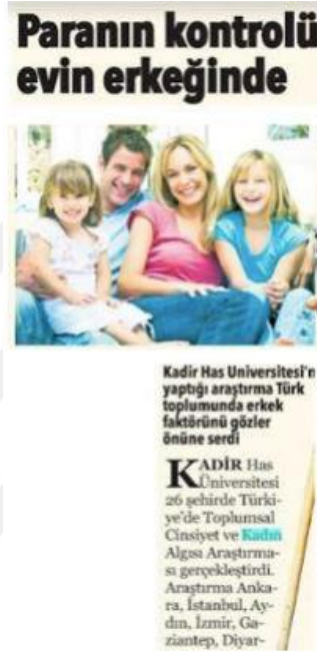 Paranın kontrolü
evin erkeğinde
Kadir Has Universitesi'n
yaptığı araştırma Türk
toplumunda erkek
faktörünü gözler
önüne serdi
KADİR Has
Üniversitesi
26 şehirde Türki-
ye'de Toplumsal
Cinsiyet ve Kadın
Algısı Araştırma-
sı gerçekleştirdi.
Araştırma Anka-
ra, İstanbul, Ay-
dın, İzmir, Ga-
ziantep, Diyar-